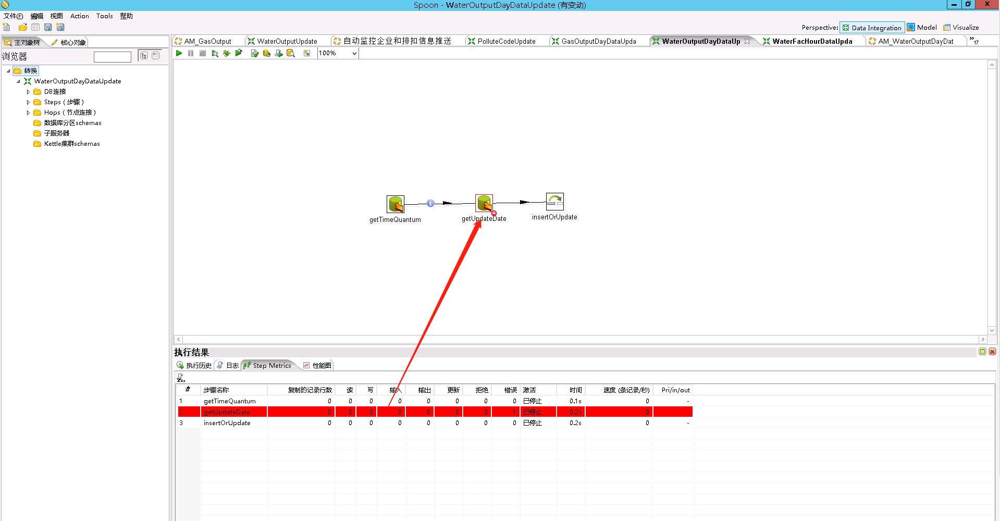 Spoon - WaterOutputDayDataUpdate (有变动)
文件(F) 编辑 视图 Action Tools 帮助
Perspective: Data Integration Model Visualize
主对象树 核心对象
AM_GasOutput WaterOutputUpdate 自动监控企业和排扣信息推送 PolluteCodeUpdate GasOutputDayDataUpda WaterOutputDayDataUp WaterFacHourDataUpda AM_WaterOutputDayDat »17
浏览器
100%
转换
WaterOutputDayDataUpdate
DB连接
Steps ( 步骤 )
Hops ( 节点连接 )
数据库分区schemas
子服务器
Kettle集群schemas
getTimeQuantum getUpdateDate insertOrUpdate
执行结果
执行历史 日志 Step Metrics 性能图
# 步骤名称 复制的记录行数 读 写 输入 输出 更新 拒绝 错误 激活 时间 速度 (条记录/秒) Pri/in/out
1 getTimeQuantum 0 0 0 0 0 0 0 0 已停止 0.1s 0 -
2 getUpdateDate 0 0 0 0 0 0 0 1 已停止 0.2s 0 -
3 insertOrUpdate 0 0 0 0 0 0 0 0 已停止 0.2s 0 -